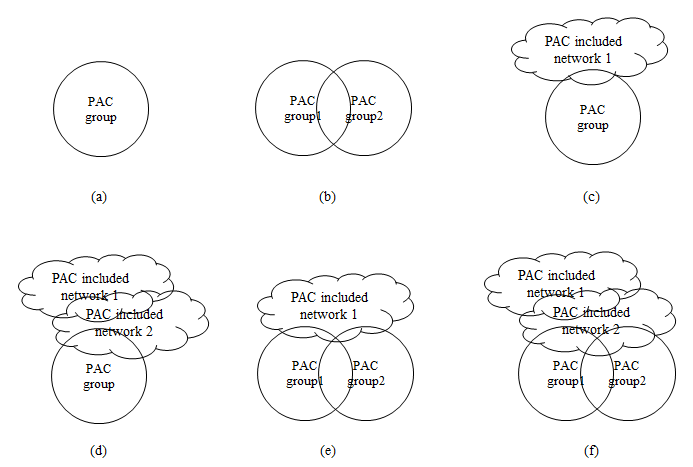 PAC
group
(a)
PAC
group1
PAC
group2
(b)
PAC included
network 1
PAC
group
(c)
PAC included
network 1
PAC included
network 2
PAC
group
(d)
PAC included
network 1
PAC
group1
PAC
group2
(e)
PAC included
network 1
PAC included
network 2
PAC
group1
PAC
group2
(f)